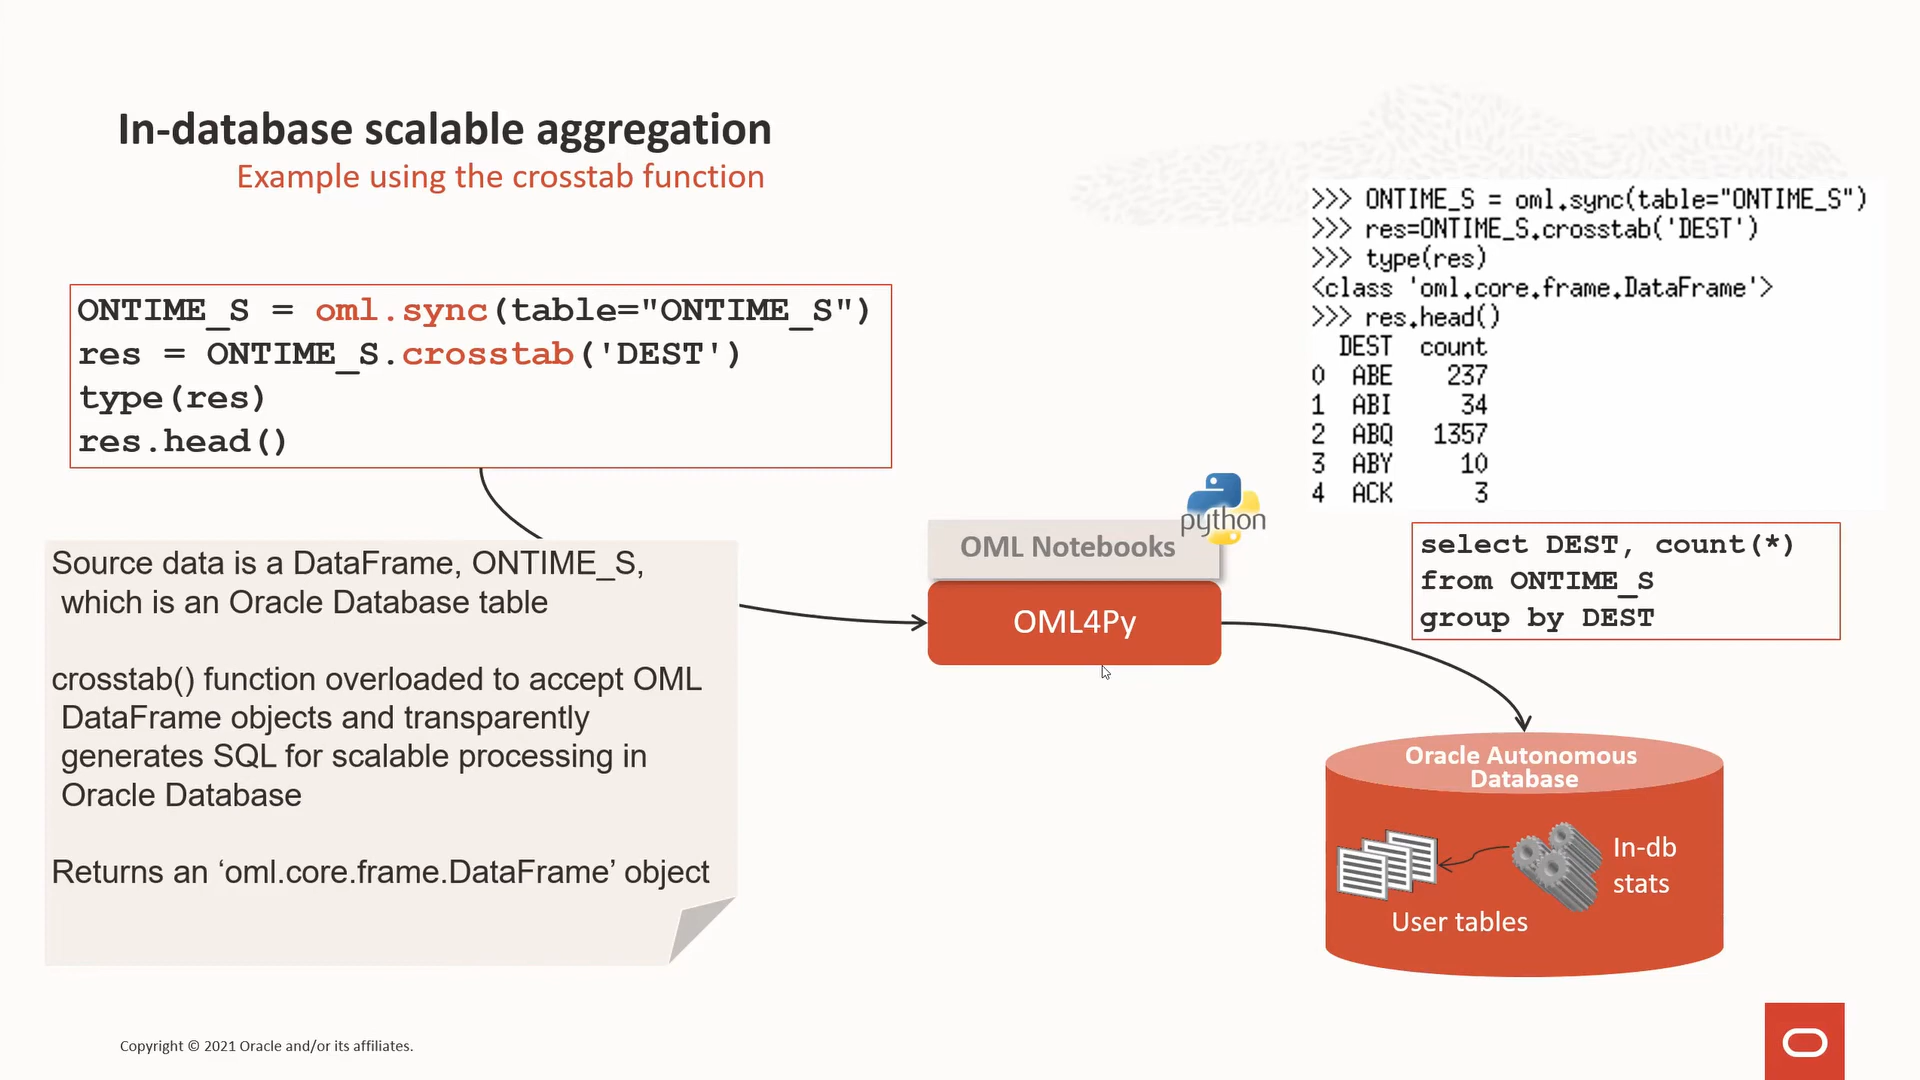 In-database scalable aggregation
Example using the crosstab function
ONTIME_S = oml.sync(table="ONTIME_S")
res = ONTIME_S.crosstab('DEST')
type(res)
res.head()
Source data is a DataFrame, ONTIME_S,
which is an Oracle Database table
crosstab() function overloaded to accept OML
DataFrame objects and transparently
generates SQL for scalable processing in
Oracle Database
Returns an ‘oml.core.frame.DataFrame’ object
python
OML Notebooks
OML4Py
>>> ONTIME_S = oml.sync(table="ONTIME_S")
>>> res=ONTIME_S.crosstab('DEST')
>>> type(res)
<class 'oml.core.frame.DataFrame'>
>>> res.head()
DEST count
0 ABE 237
1 ABI 34
2 ABQ 1357
3 ABY 10
4 ACK 3
select DEST, count(*)
from ONTIME_S
group by DEST
Oracle Autonomous
Database
In-db
stats
User tables
Copyright © 2021 Oracle and/or its affiliates.